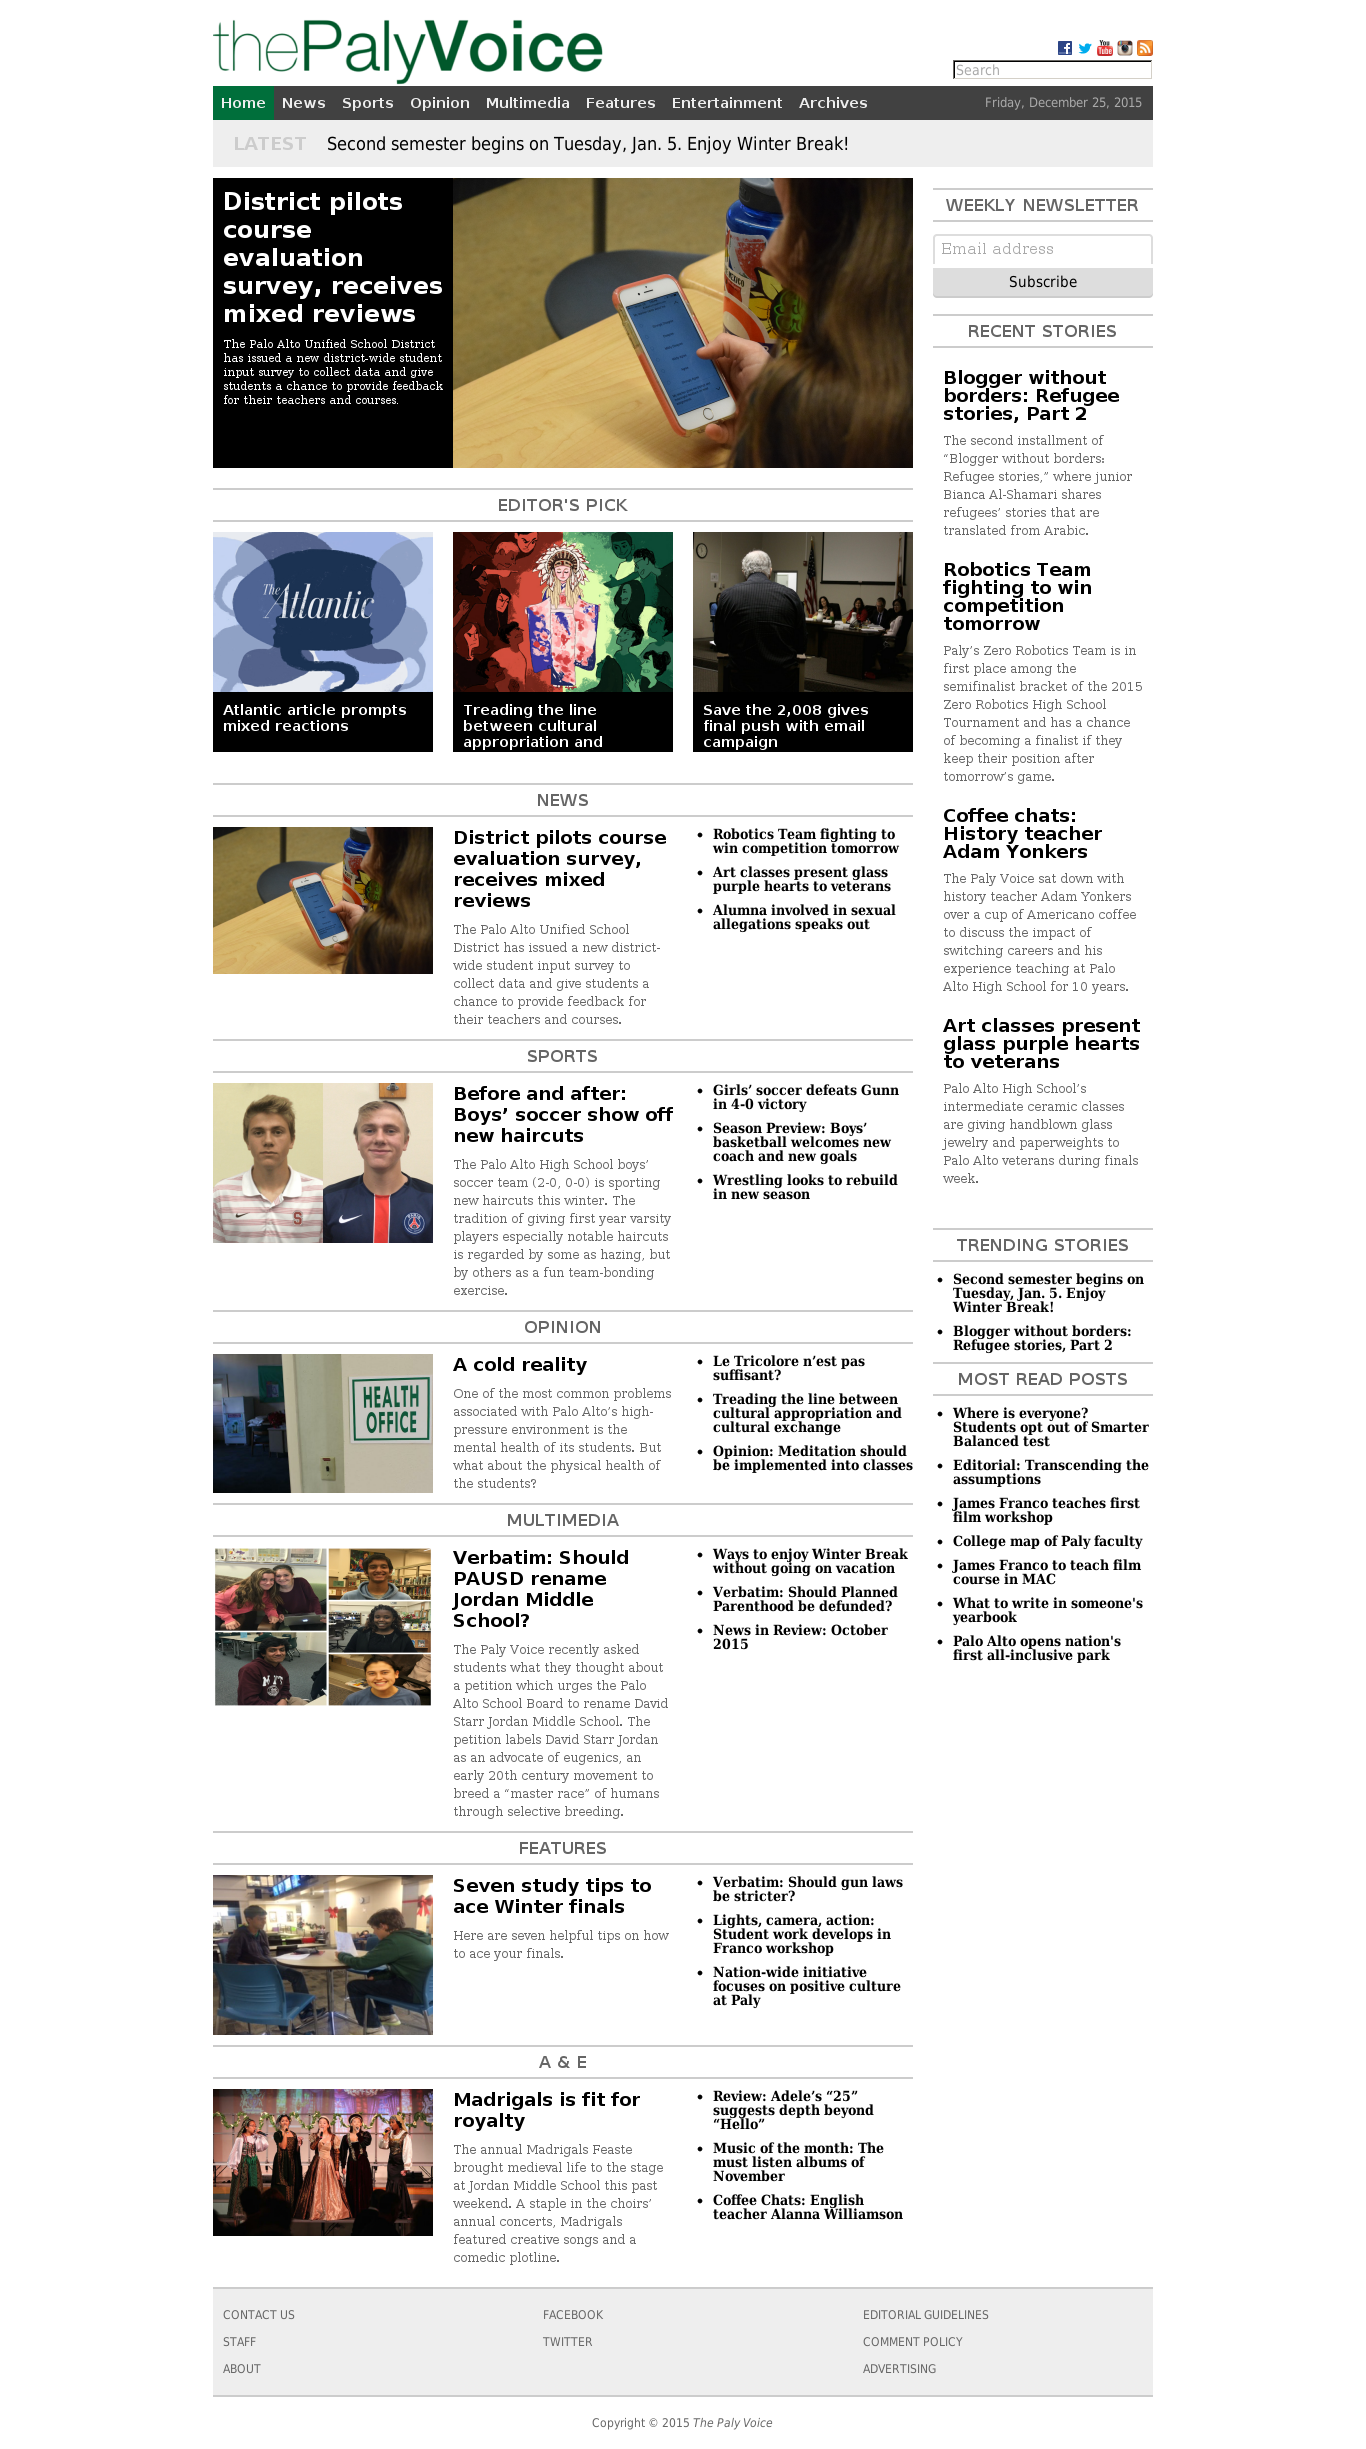 thePalyVoice
Search
Home News Sports Opinion Multimedia Features Entertainment Archives Friday, December 25, 2015
LATEST Second semester begins on Tuesday, Jan. 5. Enjoy Winter Break!
District pilots
course
evaluation
survey, receives
mixed reviews
The Palo Alto Unified School District
has issued a new district-wide student
input survey to collect data and give
students a chance to provide feedback
for their teachers and courses.
EDITOR'S PICK
The Atlantic
Atlantic article prompts
mixed reactions
Treading the line
between cultural
appropriation and
Save the 2,008 gives
final push with email
campaign
NEWS
District pilots course
evaluation survey,
receives mixed
reviews
The Palo Alto Unified School
District has issued a new district-
wide student input survey to
collect data and give students a
chance to provide feedback for
their teachers and courses.
• Robotics Team fighting to
win competition tomorrow
• Art classes present glass
purple hearts to veterans
• Alumna involved in sexual
allegations speaks out
SPORTS
Before and after:
Boys’ soccer show off
new haircuts
The Palo Alto High School boys’
soccer team (2-0, 0-0) is sporting
new haircuts this winter. The
tradition of giving first year varsity
players especially notable haircuts
is regarded by some as hazing, but
by others as a fun team-bonding
exercise.
• Girls’ soccer defeats Gunn
in 4-0 victory
• Season Preview: Boys’
basketball welcomes new
coach and new goals
• Wrestling looks to rebuild
in new season
OPINION
HEALTH
OFFICE
A cold reality
One of the most common problems
associated with Palo Alto’s high-
pressure environment is the
mental health of its students. But
what about the physical health of
the students?
• Le Tricolore n’est pas
suffisant?
• Treading the line between
cultural appropriation and
cultural exchange
• Opinion: Meditation should
be implemented into classes
MULTIMEDIA
Verbatim: Should
PAUSD rename
Jordan Middle
School?
The Paly Voice recently asked
students what they thought about
a petition which urges the Palo
Alto School Board to rename David
Starr Jordan Middle School. The
petition labels David Starr Jordan
as an advocate of eugenics, an
early 20th century movement to
breed a “master race” of humans
through selective breeding.
• Ways to enjoy Winter Break
without going on vacation
• Verbatim: Should Planned
Parenthood be defunded?
• News in Review: October
2015
FEATURES
Seven study tips to
ace Winter finals
Here are seven helpful tips on how
to ace your finals.
• Verbatim: Should gun laws
be stricter?
• Lights, camera, action:
Student work develops in
Franco workshop
• Nation-wide initiative
focuses on positive culture
at Paly
A & E
Madrigals is fit for
royalty
The annual Madrigals Feaste
brought medieval life to the stage
at Jordan Middle School this past
weekend. A staple in the choirs’
annual concerts, Madrigals
featured creative songs and a
comedic plotline.
• Review: Adele’s “25”
suggests depth beyond
“Hello”
• Music of the month: The
must listen albums of
November
• Coffee Chats: English
teacher Alanna Williamson
WEEKLY NEWSLETTER
Email address
Subscribe
RECENT STORIES
Blogger without
borders: Refugee
stories, Part 2
The second installment of
“Blogger without borders:
Refugee stories,” where junior
Bianca Al-Shamari shares
refugees’ stories that are
translated from Arabic.
Robotics Team
fighting to win
competition
tomorrow
Paly’s Zero Robotics Team is in
first place among the
semifinalist bracket of the 2015
Zero Robotics High School
Tournament and has a chance
of becoming a finalist if they
keep their position after
tomorrow’s game.
Coffee chats:
History teacher
Adam Yonkers
The Paly Voice sat down with
history teacher Adam Yonkers
over a cup of Americano coffee
to discuss the impact of
switching careers and his
experience teaching at Palo
Alto High School for 10 years.
Art classes present
glass purple hearts
to veterans
Palo Alto High School’s
intermediate ceramic classes
are giving handblown glass
jewelry and paperweights to
Palo Alto veterans during finals
week.
TRENDING STORIES
• Second semester begins on
Tuesday, Jan. 5. Enjoy
Winter Break!
• Blogger without borders:
Refugee stories, Part 2
MOST READ POSTS
• Where is everyone?
Students opt out of Smarter
Balanced test
• Editorial: Transcending the
assumptions
• James Franco teaches first
film workshop
• College map of Paly faculty
• James Franco to teach film
course in MAC
• What to write in someone's
yearbook
• Palo Alto opens nation's
first all-inclusive park
CONTACT US FACEBOOK EDITORIAL GUIDELINES
STAFF TWITTER COMMENT POLICY
ABOUT ADVERTISING
Copyright © 2015 The Paly Voice